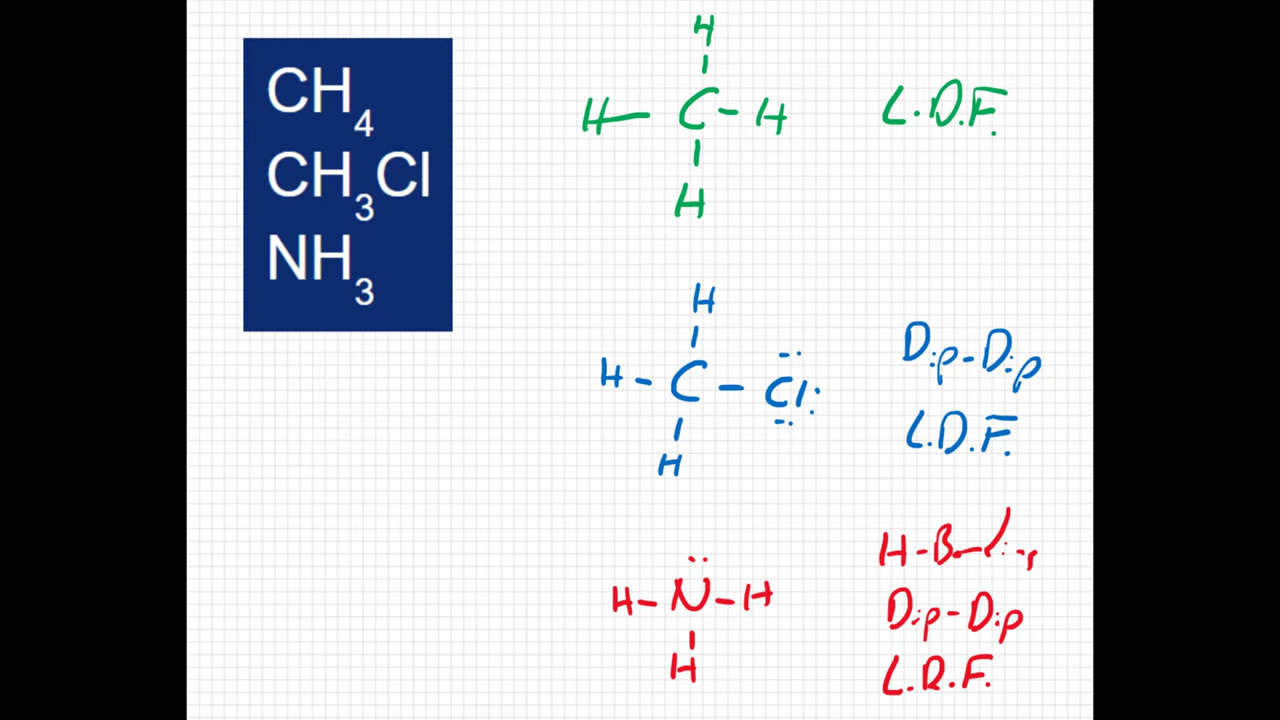 CH₄
CH₃Cl
NH₃
H
H - C - H
H
L.D.F.
H
H - C - Cl
H
Dip-Dip
L.D.F.
H - N - H
H
H-Bonding
Dip-Dip
L.D.F.